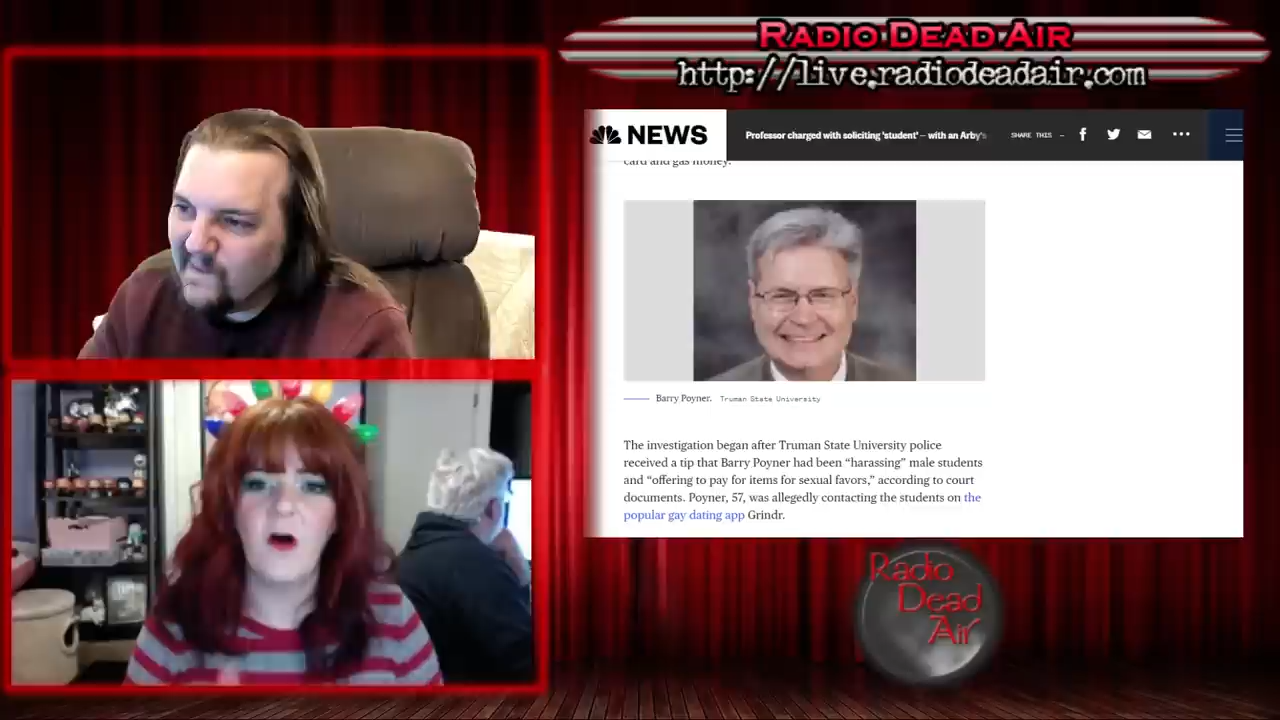 RADIO DEAD AIR
http://live.radiodeadair.com
NEWS
Professor charged with soliciting 'student' – with an Arby's
SHARE THIS –
card and gas money.
Barry Poyner. Truman State University
The investigation began after Truman State University police
received a tip that Barry Poyner had been “harassing” male students
and “offering to pay for items for sexual favors,” according to court
documents. Poyner, 57, was allegedly contacting the students on the
popular gay dating app Grindr.
Radio
Dead
Air